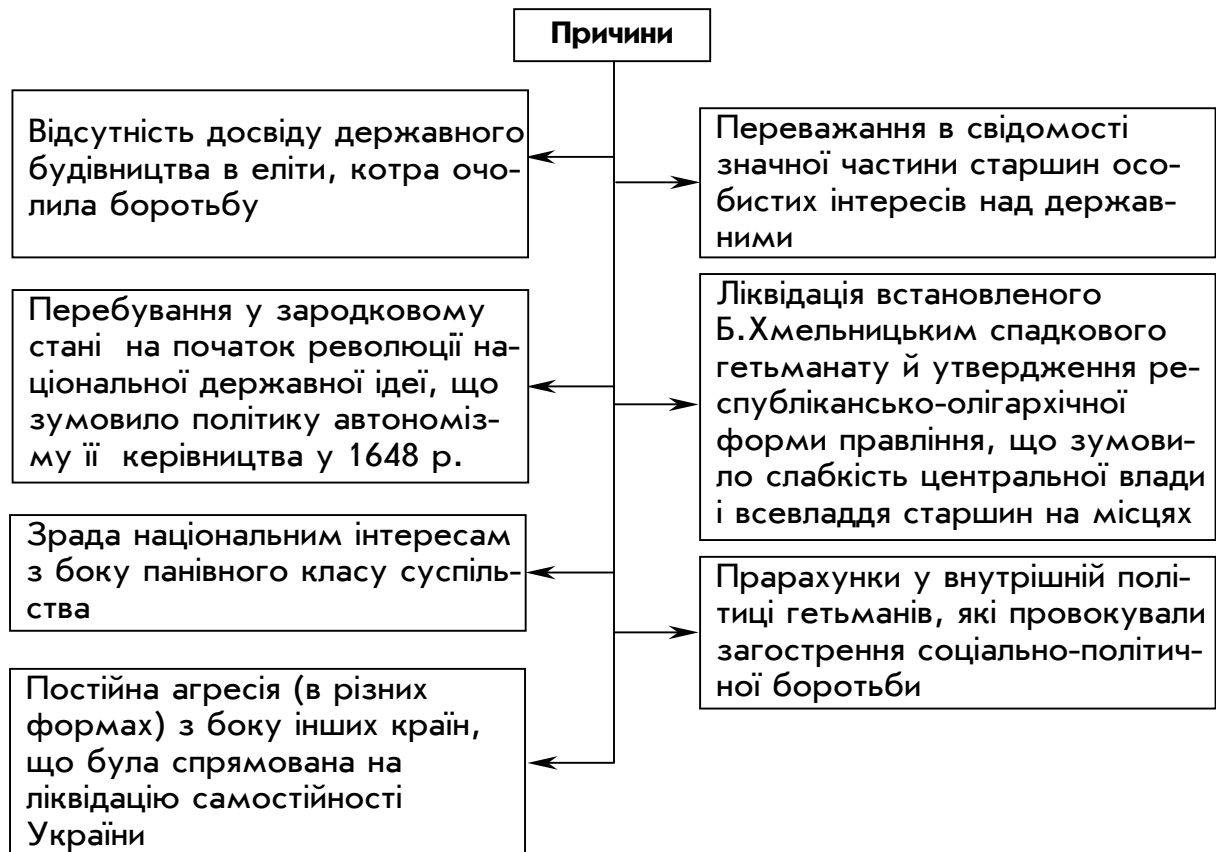 Причини
Відсутність досвіду державного
будівництва в еліти, котра очо-
лила боротьбу
Переважання в свідомості
значної частини старшин осо-
бистих інтересів над держав-
ними
Перебування у зародковому
стані на початок революції на-
ціональної державної ідеї, що
зумовило політику автономіз-
му її керівництва у 1648 р.
Ліквідація встановленого
Б.Хмельницьким спадкового
гетьманату й утвердження ре-
спублікансько-олігархічної
форми правління, що зумови-
ло слабкість центральної влади
і всевладдя старшин на місцях
Зрада національним інтересам
з боку панівного класу суспіль-
ства
Прарахунки у внутрішній полі-
тиці гетьманів, які провокували
загострення соціально-політич-
ної боротьби
Постійна агресія (в різних
формах) з боку інших країн,
що була спрямована на
ліквідацію самостійності
України